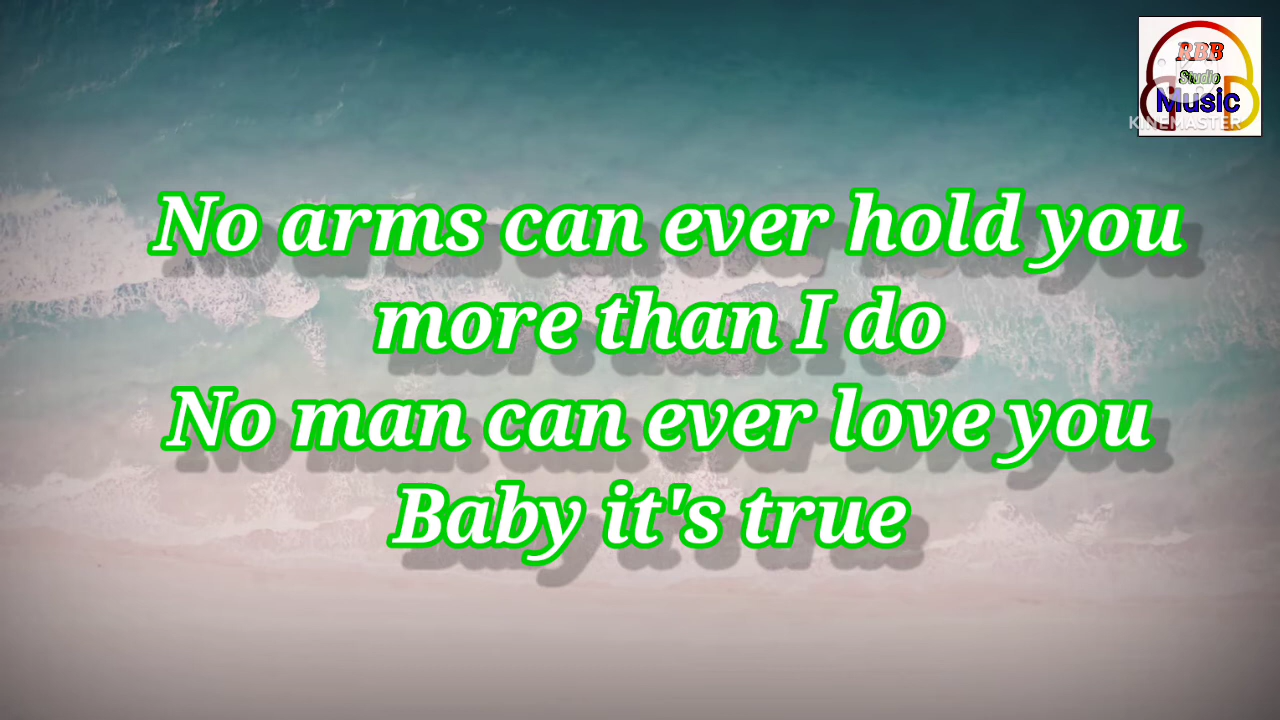 RBB
Studio
Music
KINEMASTER
No arms can ever hold you
more than I do
No man can ever love you
Baby it's true